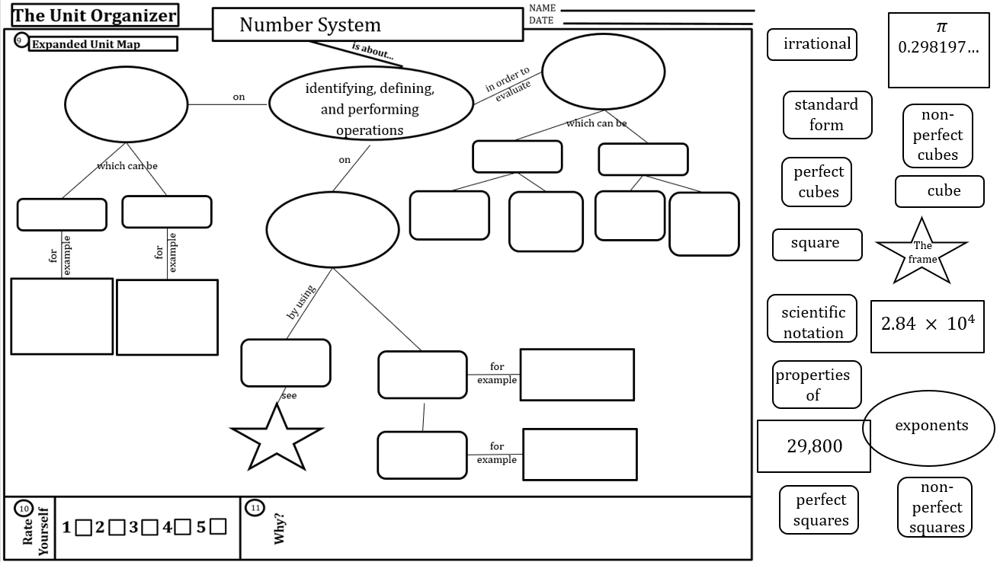 The Unit Organizer
NAME
DATE
Number System
9
Expanded Unit Map
is about...
on
identifying, defining,
and performing
operations
in order to
evaluate
which can be
on
which can be
for
example
for
example
by using
see
for
example
for
example
10
Rate
Yourself
1 2 3 4 5
11
Why?
irrational
π
0.298197...
standard
form
non-
perfect
cubes
perfect
cubes
cube
square
The
frame
scientific
notation
2.84 × 10⁴
properties
of
exponents
29,800
perfect
squares
non-
perfect
squares